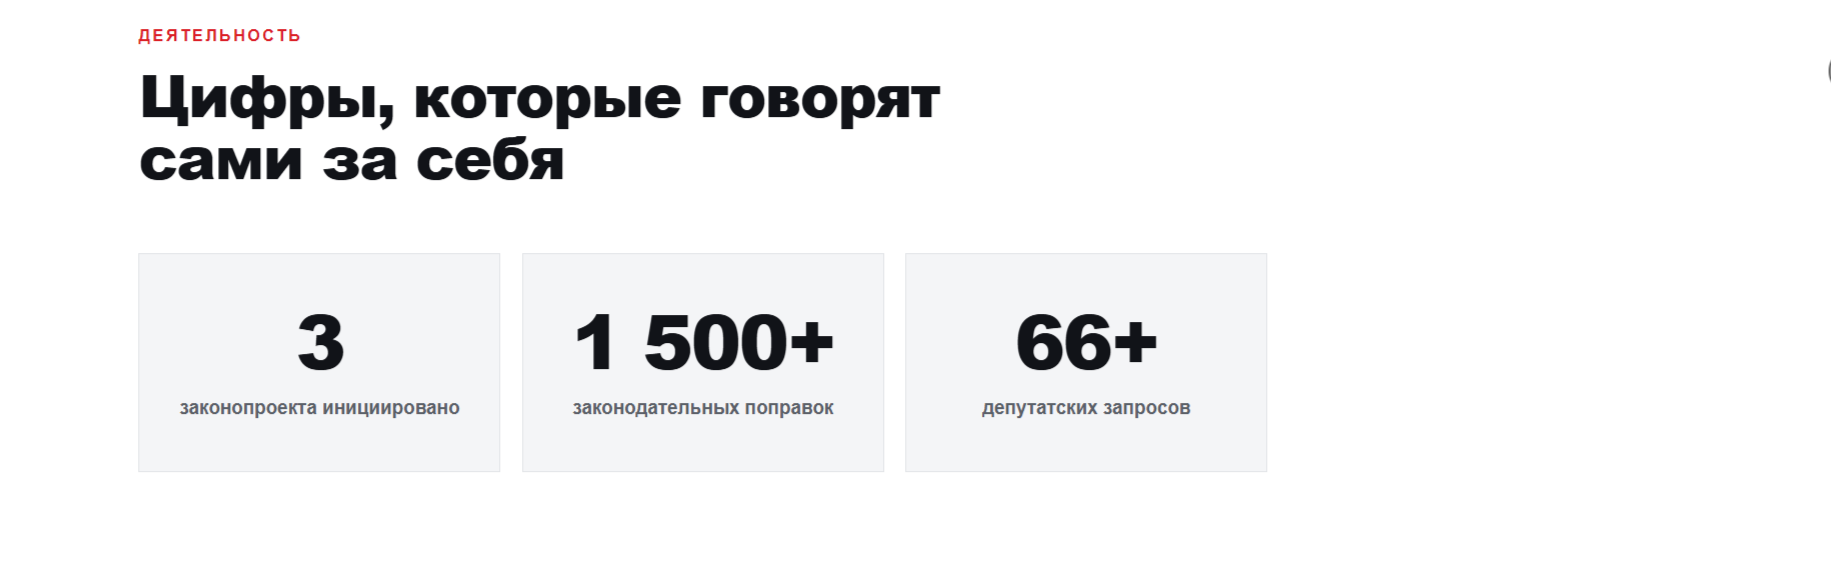 ДЕЯТЕЛЬНОСТЬ
Цифры, которые говорят
сами за себя
3
законопроекта инициировано
1 500+
законодательных поправок
66+
депутатских запросов